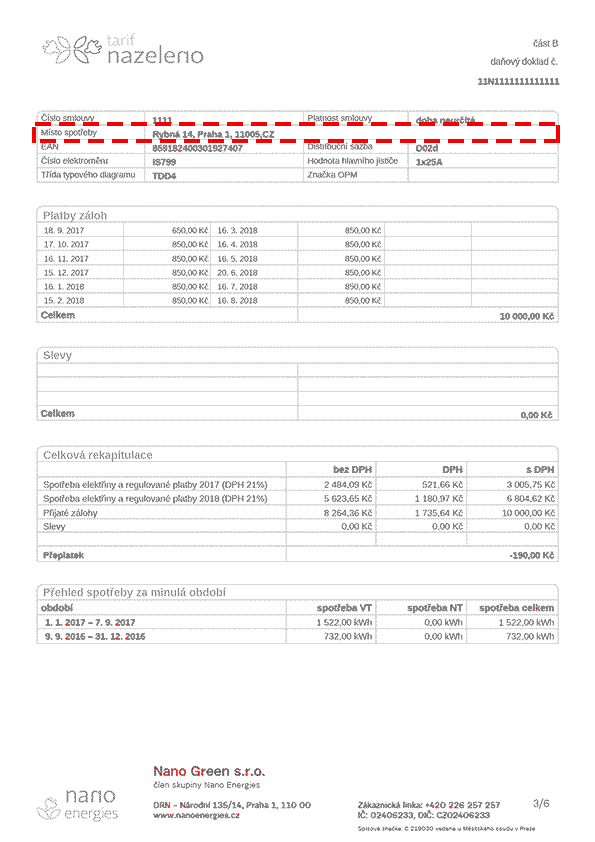 tarif
nazeleno
část B
daňový doklad č.
11N1111111111111
Číslo smlouvy 1111 Platnost smlouvy doba neurčitá
Místo spotřeby Rybná 14, Praha 1, 11005,CZ
EAN 859182400301927407 Distribuční sazba D02d
Číslo elektroměru IS799 Hodnota hlavního jističe 1x25A
Třída typového diagramu TDD4 Značka OPM
Platby záloh
18. 9. 2017 650,00 Kč 16. 3. 2018 850,00 Kč
17. 10. 2017 850,00 Kč 16. 4. 2018 850,00 Kč
16. 11. 2017 850,00 Kč 16. 5. 2018 850,00 Kč
15. 12. 2017 850,00 Kč 20. 6. 2018 850,00 Kč
16. 1. 2018 850,00 Kč 16. 7. 2018 850,00 Kč
15. 2. 2018 850,00 Kč 16. 8. 2018 850,00 Kč
Celkem 10 000,00 Kč
Slevy
Celkem 0,00 Kč
Celková rekapitulace
bez DPH DPH s DPH
Spotřeba elektřiny a regulované platby 2017 (DPH 21%) 2 484,09 Kč 521,66 Kč 3 005,75 Kč
Spotřeba elektřiny a regulované platby 2018 (DPH 21%) 5 623,65 Kč 1 180,97 Kč 6 804,62 Kč
Přijaté zálohy 8 264,36 Kč 1 735,64 Kč 10 000,00 Kč
Slevy 0,00 Kč 0,00 Kč 0,00 Kč
Přeplatek -190,00 Kč
Přehled spotřeby za minulá období
období spotřeba VT spotřeba NT spotřeba celkem
1. 1. 2017 – 7. 9. 2017 1 522,00 kWh 0,00 kWh 1 522,00 kWh
9. 9. 2016 – 31. 12. 2016 732,00 kWh 0,00 kWh 732,00 kWh
Nano Green s.r.o.
člen skupiny Nano Energies
nano
energies
DRN – Národní 135/14, Praha 1, 110 00
www.nanoenergies.cz
Zákaznická linka: +420 226 257 257
IČ: 02406233, DIČ: CZ02406233
Spisová značka: C 219030 vedená u Městského soudu v Praze
3/6